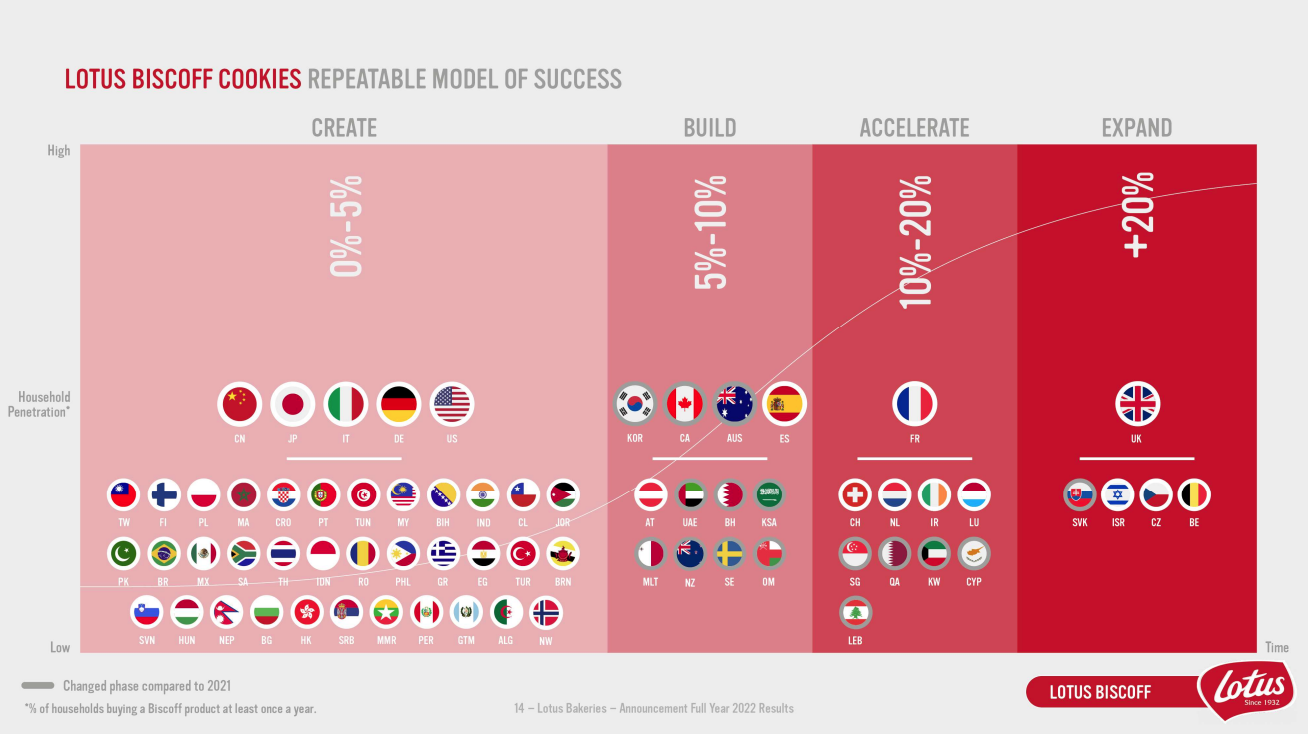 LOTUS BISCOFF COOKIES REPEATABLE MODEL OF SUCCESS
CREATE BUILD ACCELERATE EXPAND
High
0%-5% 5%-10% 10%-20% +20%
Household
Penetration*
CN JP IT DE US KOR CA AUS ES FR UK
TW FI PL MA CRO PT TUN MY BIH IND CL JOR AT UAE BH KSA CH NL IR LU SVK ISR CZ BE
PK BR MX SA TH IDN RO PHL GR EG TUR BRN MLT NZ SE OM SG QA KW CYP
SVN HUN NEP BG HK SRB MMR PER GTM ALG NW LEB
Low
Time
Changed phase compared to 2021
*% of households buying a Biscoff product at least once a year.
14 – Lotus Bakeries – Announcement Full Year 2022 Results
LOTUS BISCOFF
Lotus
Since 1932